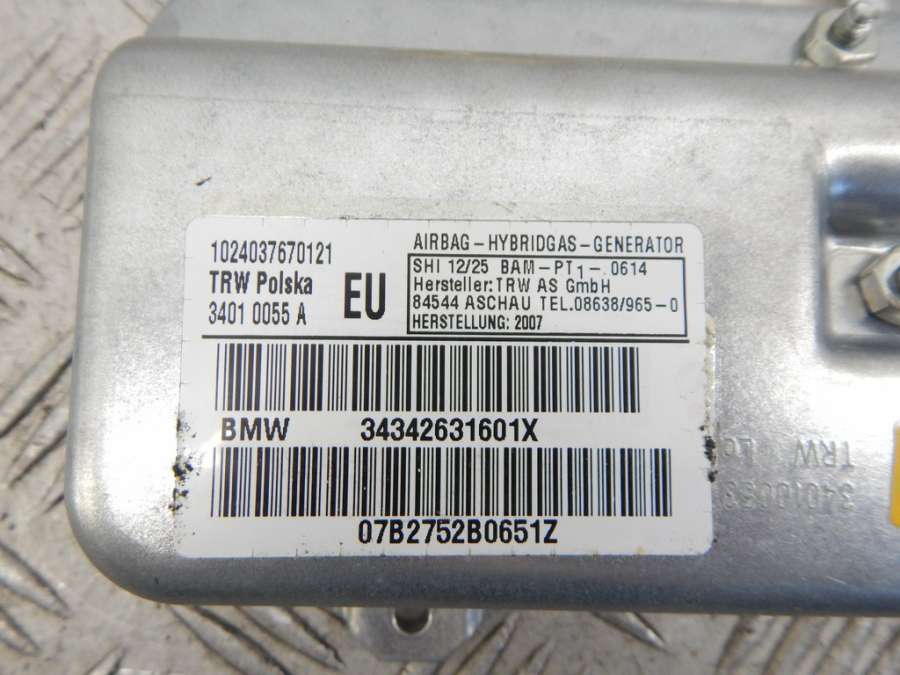 1024037670121
TRW Polska
3401 0055 A
EU
AIRBAG-HYBRIDGAS-GENERATOR
SHI 12/25 BAM-PT1-.0614
Hersteller: TRW AS GmbH
84544 ASCHAU TEL.08638/965-0
HERSTELLUNG: 2007
BMW 34342631601X
07B2752B0651Z
TRW